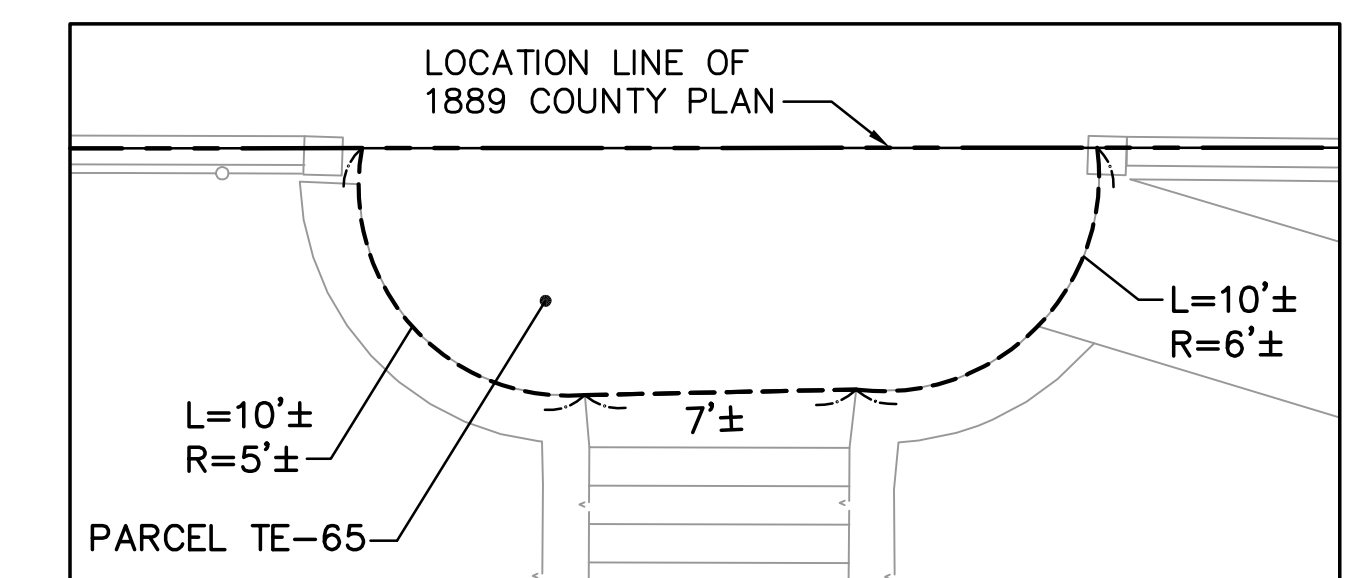 LOCATION LINE OF
1889 COUNTY PLAN
L=10'±
R=6'±
7'±
L=10'±
R=5'±
PARCEL TE-65